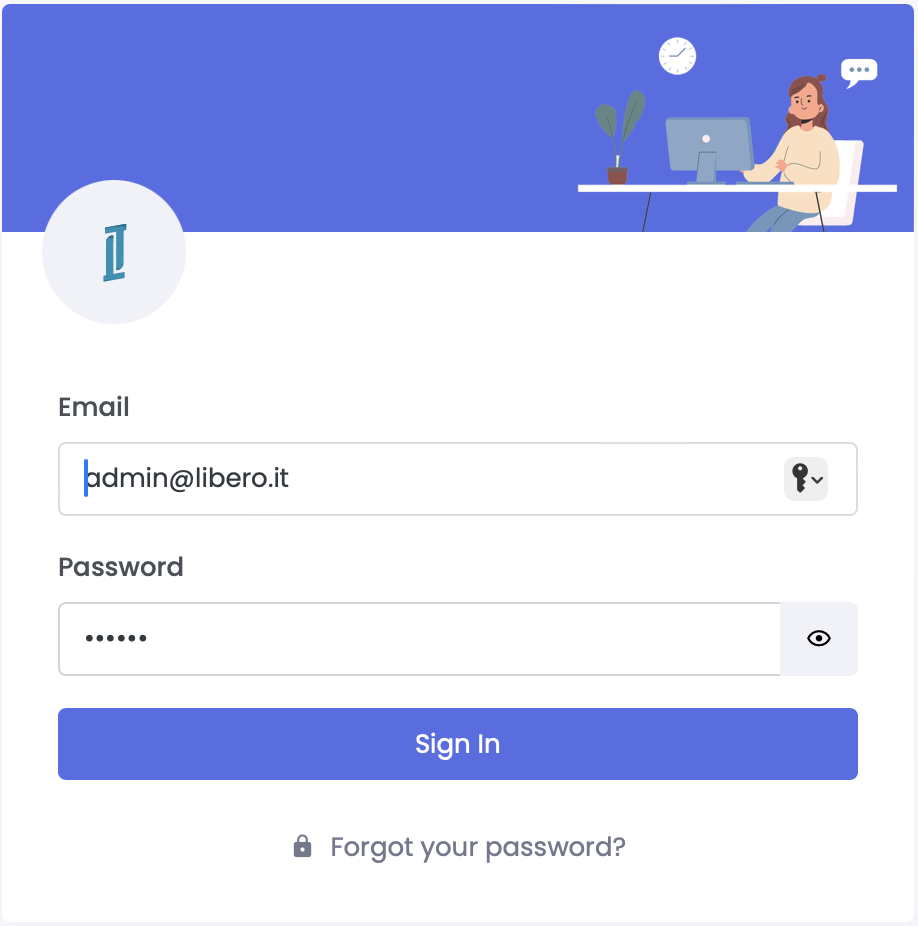 Email
admin@libero.it
Password
••••••
Sign In
Forgot your password?